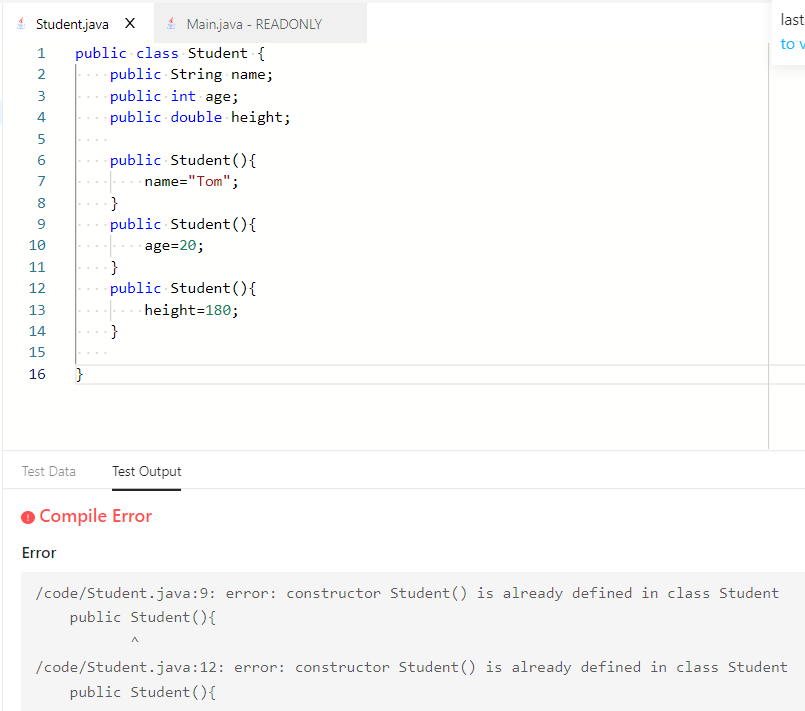 Student.java X Main.java - READONLY
last
to v
1 public class Student {
2     public String name;
3     public int age;
4     public double height;
5
6     public Student(){
7         name="Tom";
8     }
9     public Student(){
10         age=20;
11     }
12     public Student(){
13         height=180;
14     }
15
16 }
Test Data Test Output
Compile Error
Error
/code/Student.java:9: error: constructor Student() is already defined in class Student
    public Student(){
           ^
/code/Student.java:12: error: constructor Student() is already defined in class Student
    public Student(){